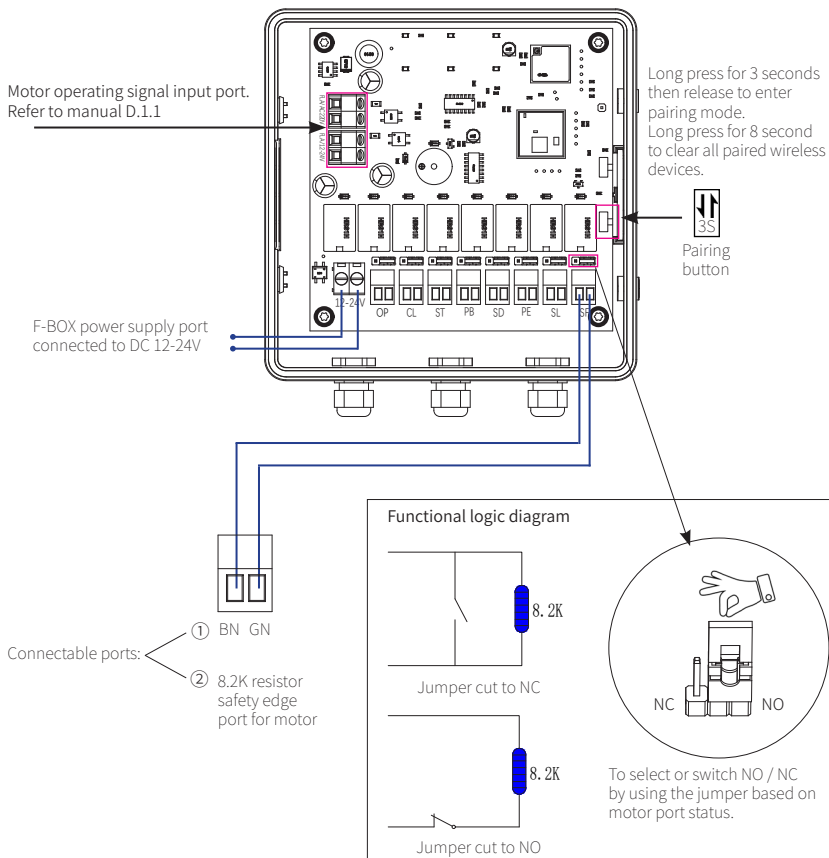 Motor operating signal input port.
Refer to manual D.1.1
Long press for 3 seconds
then release to enter
pairing mode.
Long press for 8 second
to clear all paired wireless
devices.
3S
Pairing
button
12-24V
OP CL ST PB SD PE SL SF
F-BOX power supply port
connected to DC 12-24V
① BN GN
Connectable ports:
② 8.2K resistor
safety edge
port for motor
Functional logic diagram
8.2K
Jumper cut to NC
8.2K
Jumper cut to NO
NC NO
To select or switch NO / NC
by using the jumper based on
motor port status.